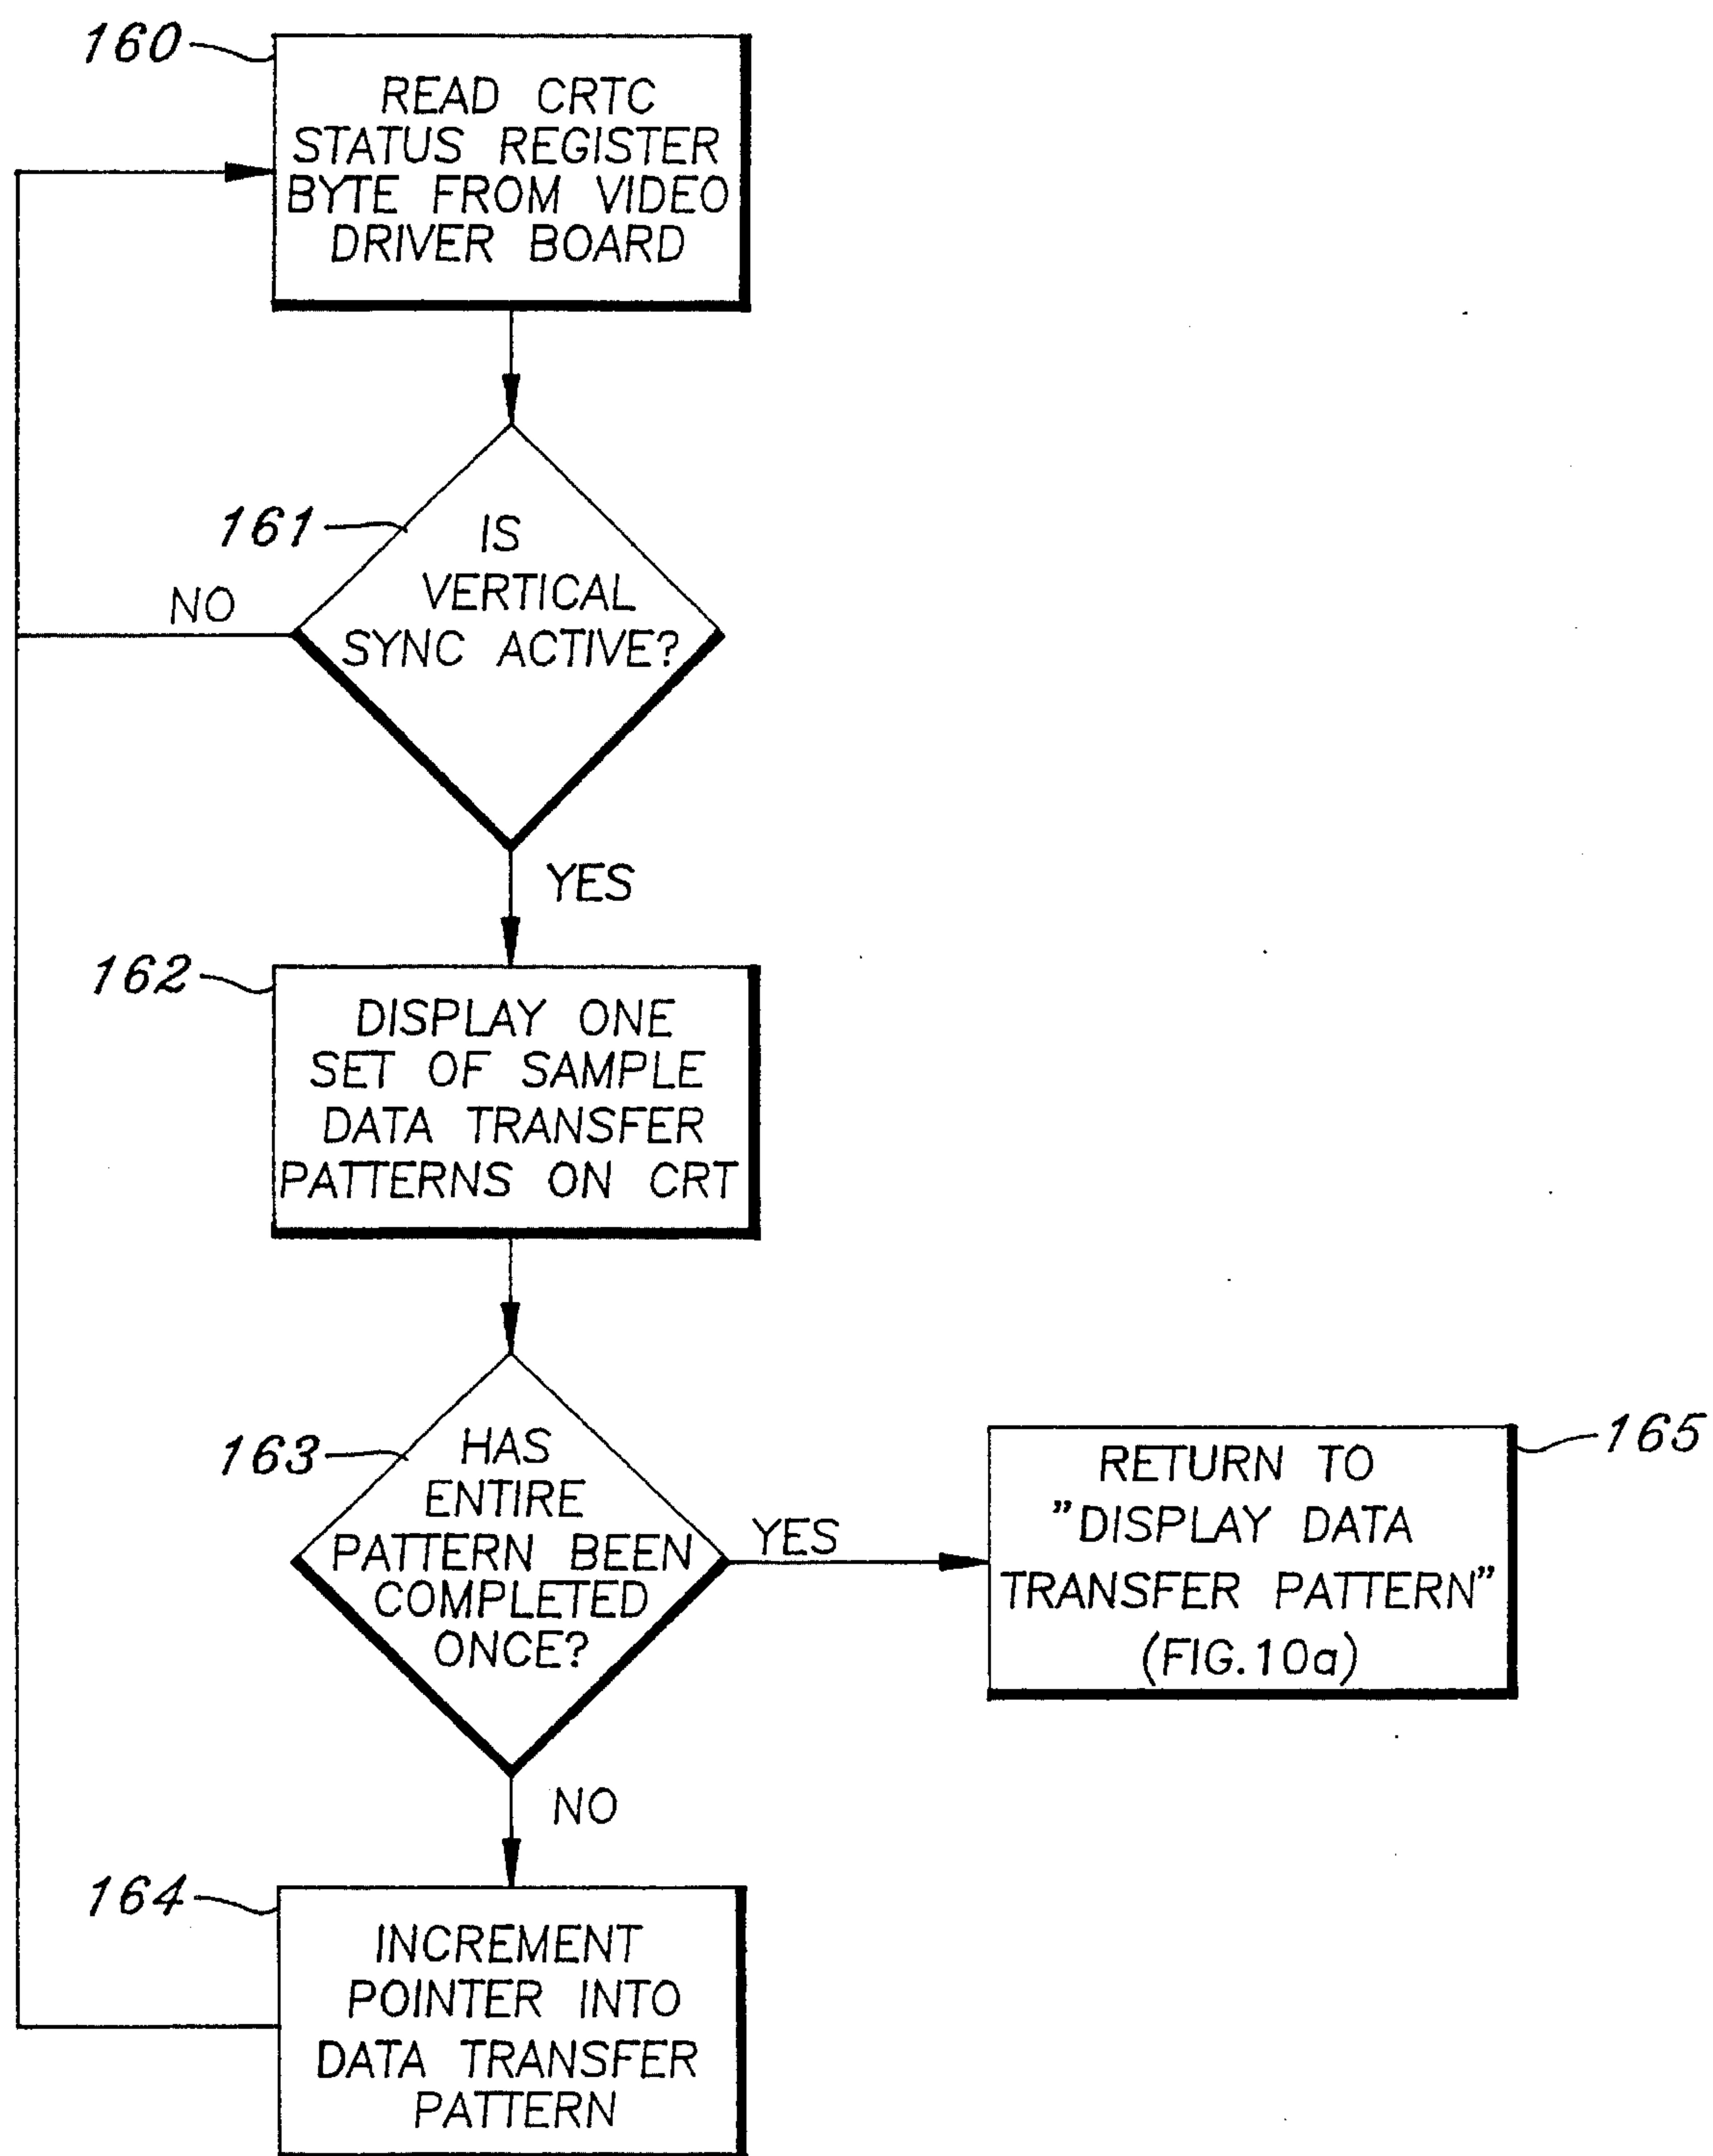 160
READ CRTC
STATUS REGISTER
BYTE FROM VIDEO
DRIVER BOARD
161
IS
VERTICAL
SYNC ACTIVE?
NO
YES
162
DISPLAY ONE
SET OF SAMPLE
DATA TRANSFER
PATTERNS ON CRT
163
HAS
ENTIRE
PATTERN BEEN
COMPLETED
ONCE?
YES
165
RETURN TO
"DISPLAY DATA
TRANSFER PATTERN"
(FIG.10a)
NO
164
INCREMENT
POINTER INTO
DATA TRANSFER
PATTERN